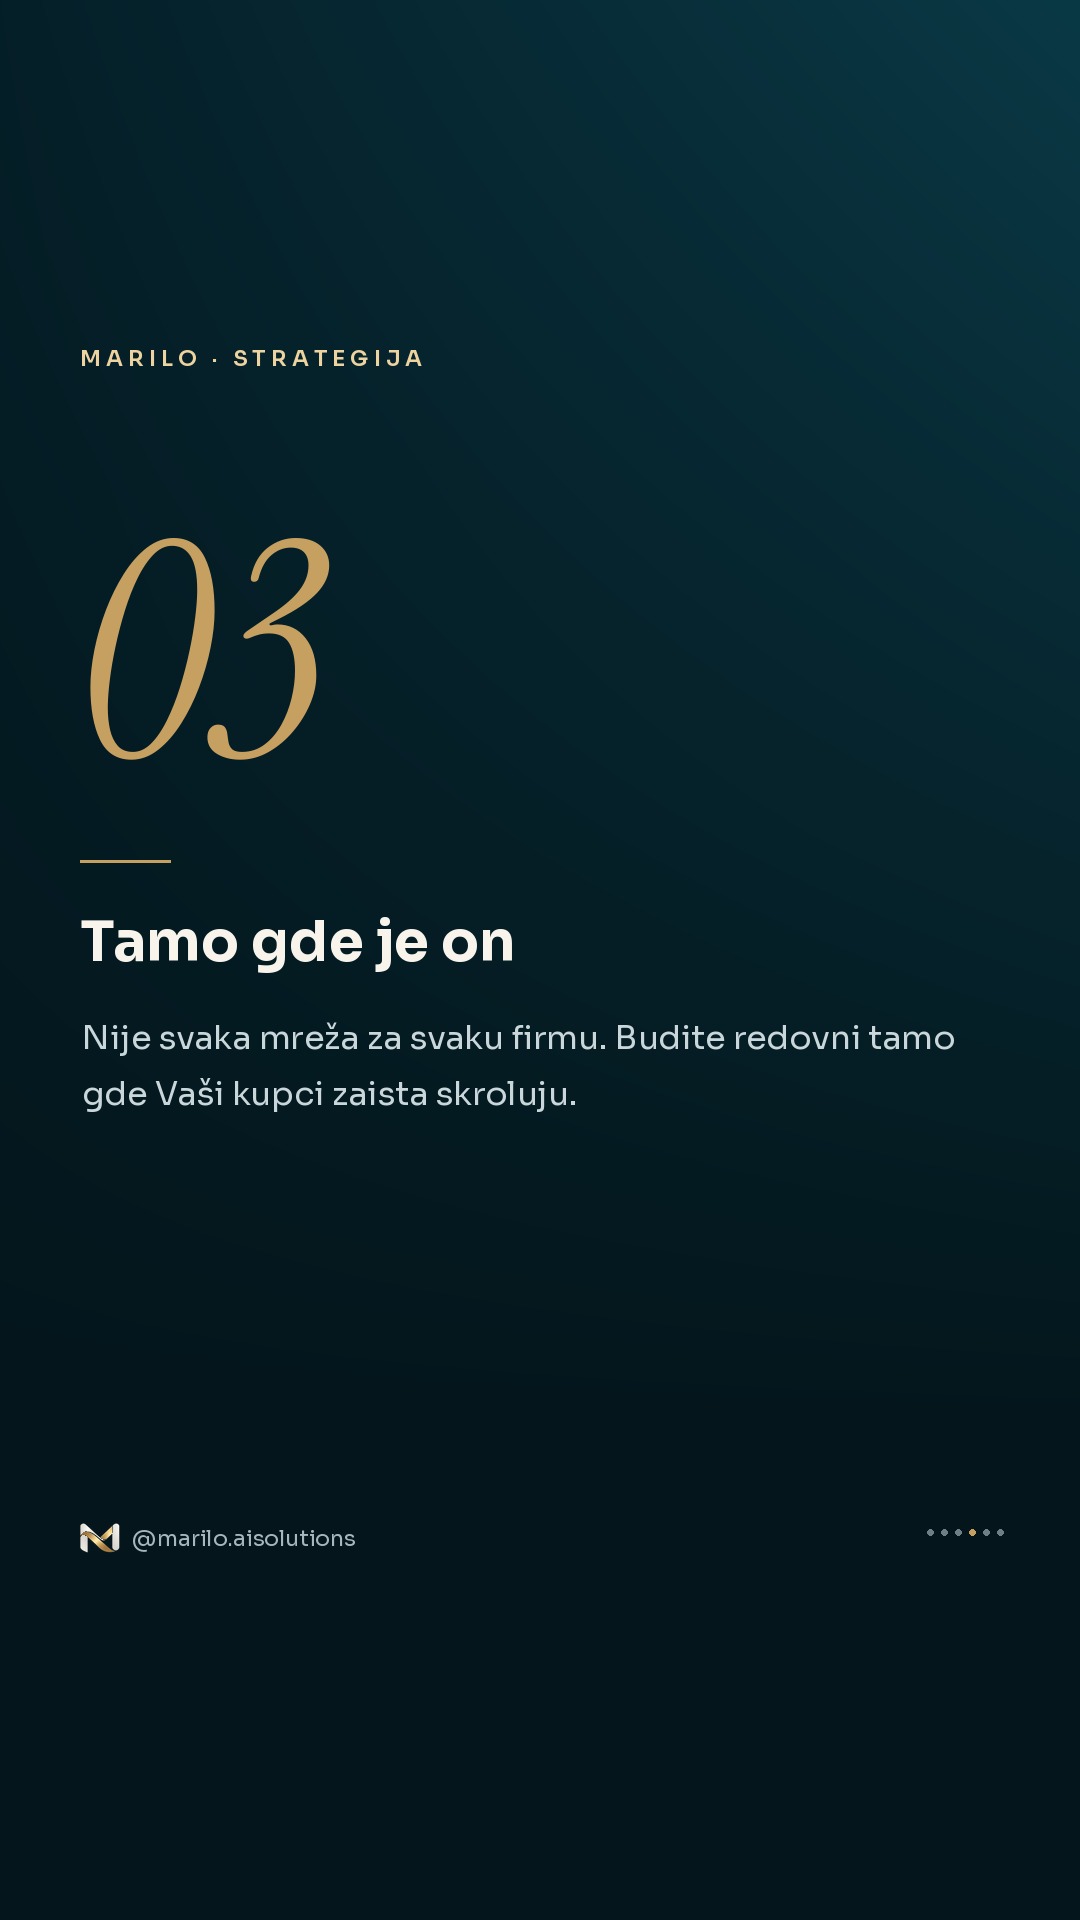 MARILO · STRATEGIJA
03
Tamo gde je on
Nije svaka mreža za svaku firmu. Budite redovni tamo
gde Vaši kupci zaista skroluju.
@marilo.aisolutions